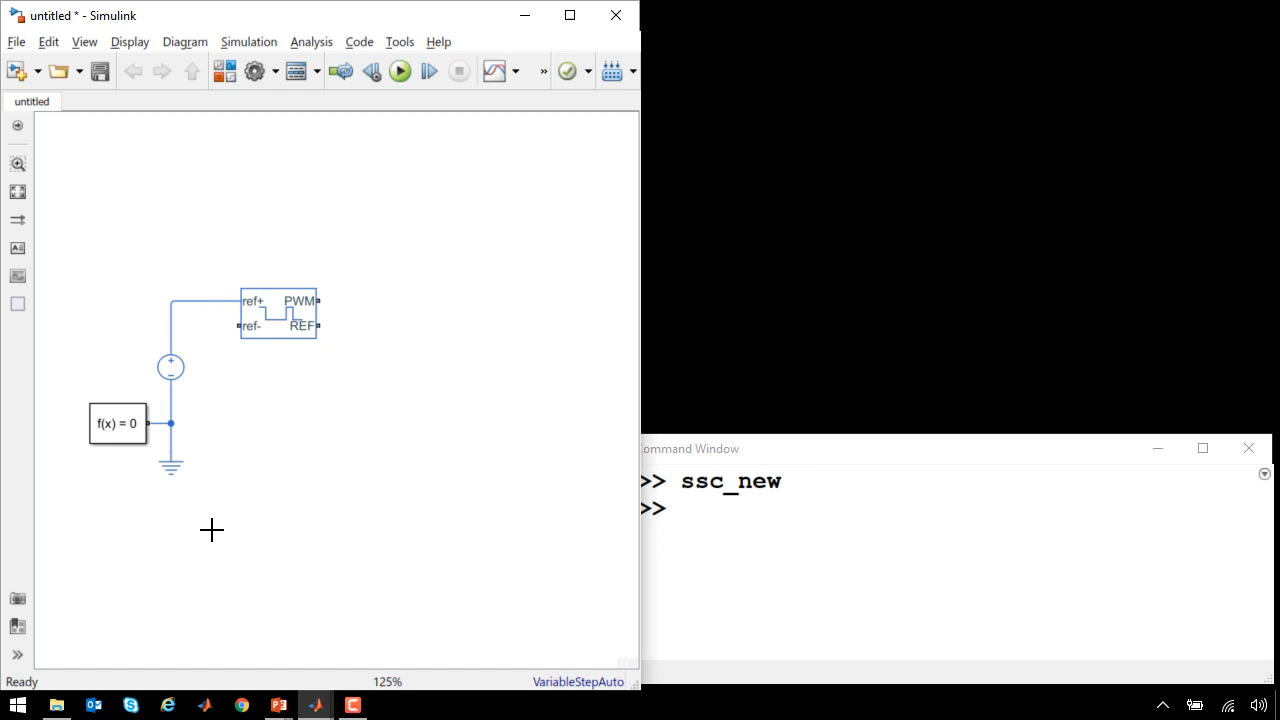 untitled * - Simulink
File Edit View Display Diagram Simulation Analysis Code Tools Help
»
untitled
ref+ PWM
ref- REF
+
−
f(x) = 0
Ready 125% VariableStepAuto
ommand Window
>> ssc_new
>>